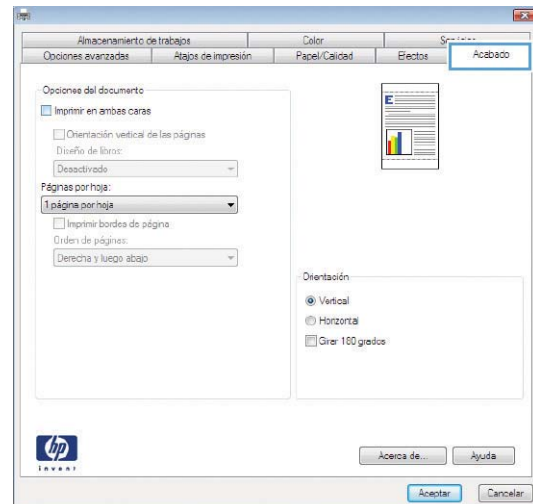 Almacenamiento de trabajos Color
Opciones avanzadas Atajos de impresión Papel/Calidad Efectos Acabado
Opciones del documento
Imprimir en ambas caras
Orientación vertical de las páginas
Diseño de libros:
Desactivado
Páginas por hoja:
1 página por hoja
Imprimir bordes de página
Orden de páginas:
Derecha y luego abajo
E
Orientación
Vertical
Horizontal
Girar 180 grados
hp
invent
Acerca de... Ayuda
Aceptar Cancelar